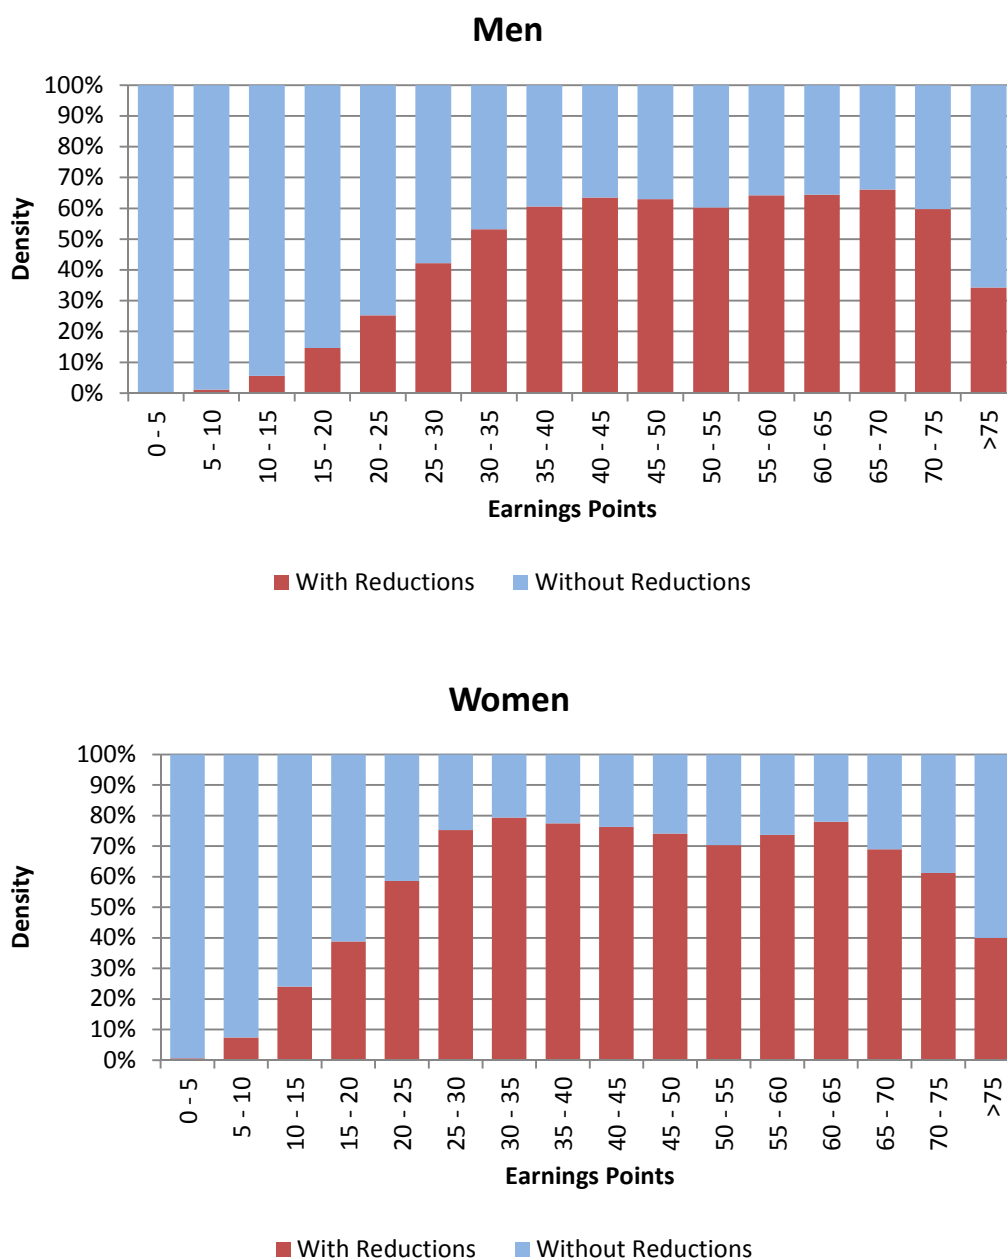 Men
100%
90%
80%
70%
60%
50%
40%
30%
20%
10%
0%
Density
0 - 5
5 - 10
10 - 15
15 - 20
20 - 25
25 - 30
30 - 35
35 - 40
40 - 45
45 - 50
50 - 55
55 - 60
60 - 65
65 - 70
70 - 75
>75
Earnings Points
With Reductions Without Reductions
Women
100%
90%
80%
70%
60%
50%
40%
30%
20%
10%
0%
Density
0 - 5
5 - 10
10 - 15
15 - 20
20 - 25
25 - 30
30 - 35
35 - 40
40 - 45
45 - 50
50 - 55
55 - 60
60 - 65
65 - 70
70 - 75
>75
Earnings Points
With Reductions Without Reductions